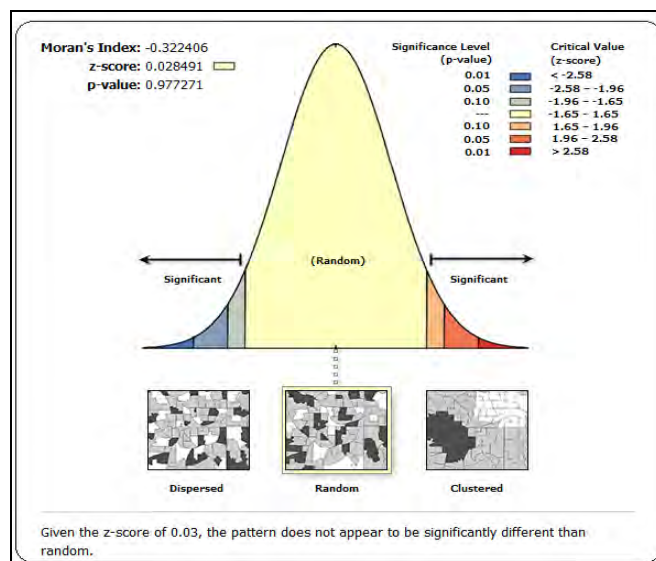 Moran's Index: -0.322406
z-score: 0.028491
p-value: 0.977271
Significance Level
(p-value)
Critical Value
(z-score)
0.01 < -2.58
0.05 -2.58 – -1.96
0.10 -1.96 – -1.65
--- -1.65 - 1.65
0.10 1.65 – 1.96
0.05 1.96 – 2.58
0.01 > 2.58
(Random)
Significant
Significant
Dispersed
Random
Clustered
Given the z-score of 0.03, the pattern does not appear to be significantly different than
random.